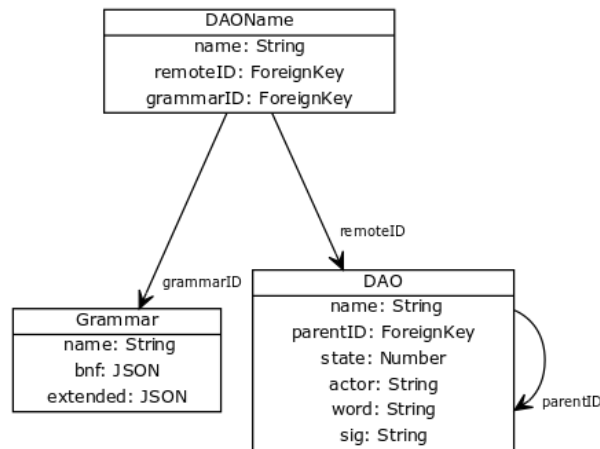 DAOName
name: String
remoteID: ForeignKey
grammarID: ForeignKey
remoteID
grammarID
DAO
name: String
parentID: ForeignKey
state: Number
actor: String
word: String
sig: String
parentID
Grammar
name: String
bnf: JSON
extended: JSON